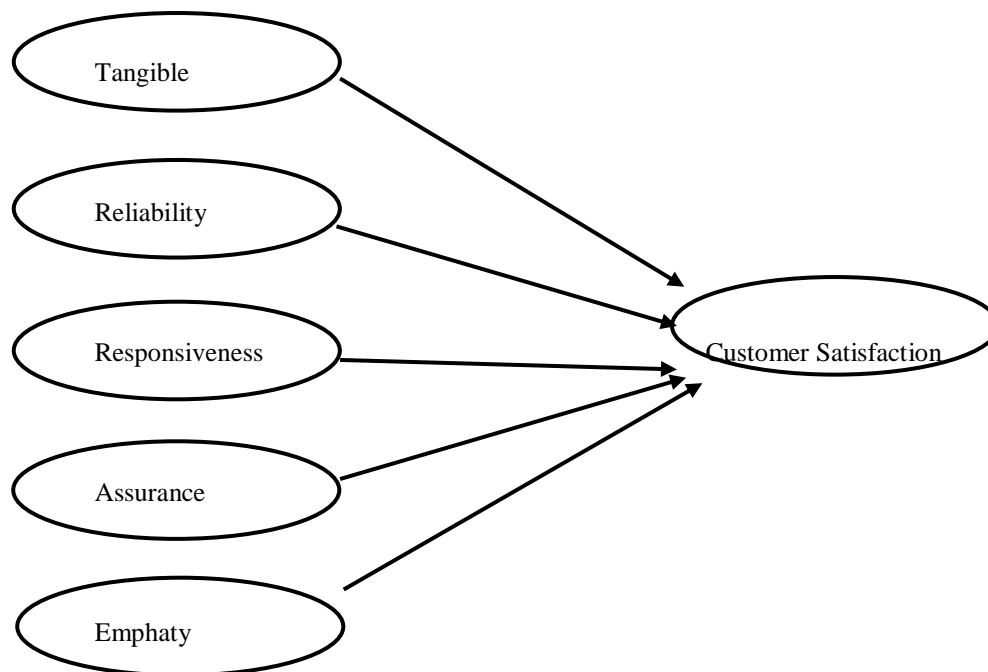 Tangible
Reliability
Responsiveness
Customer Satisfaction
Assurance
Emphaty